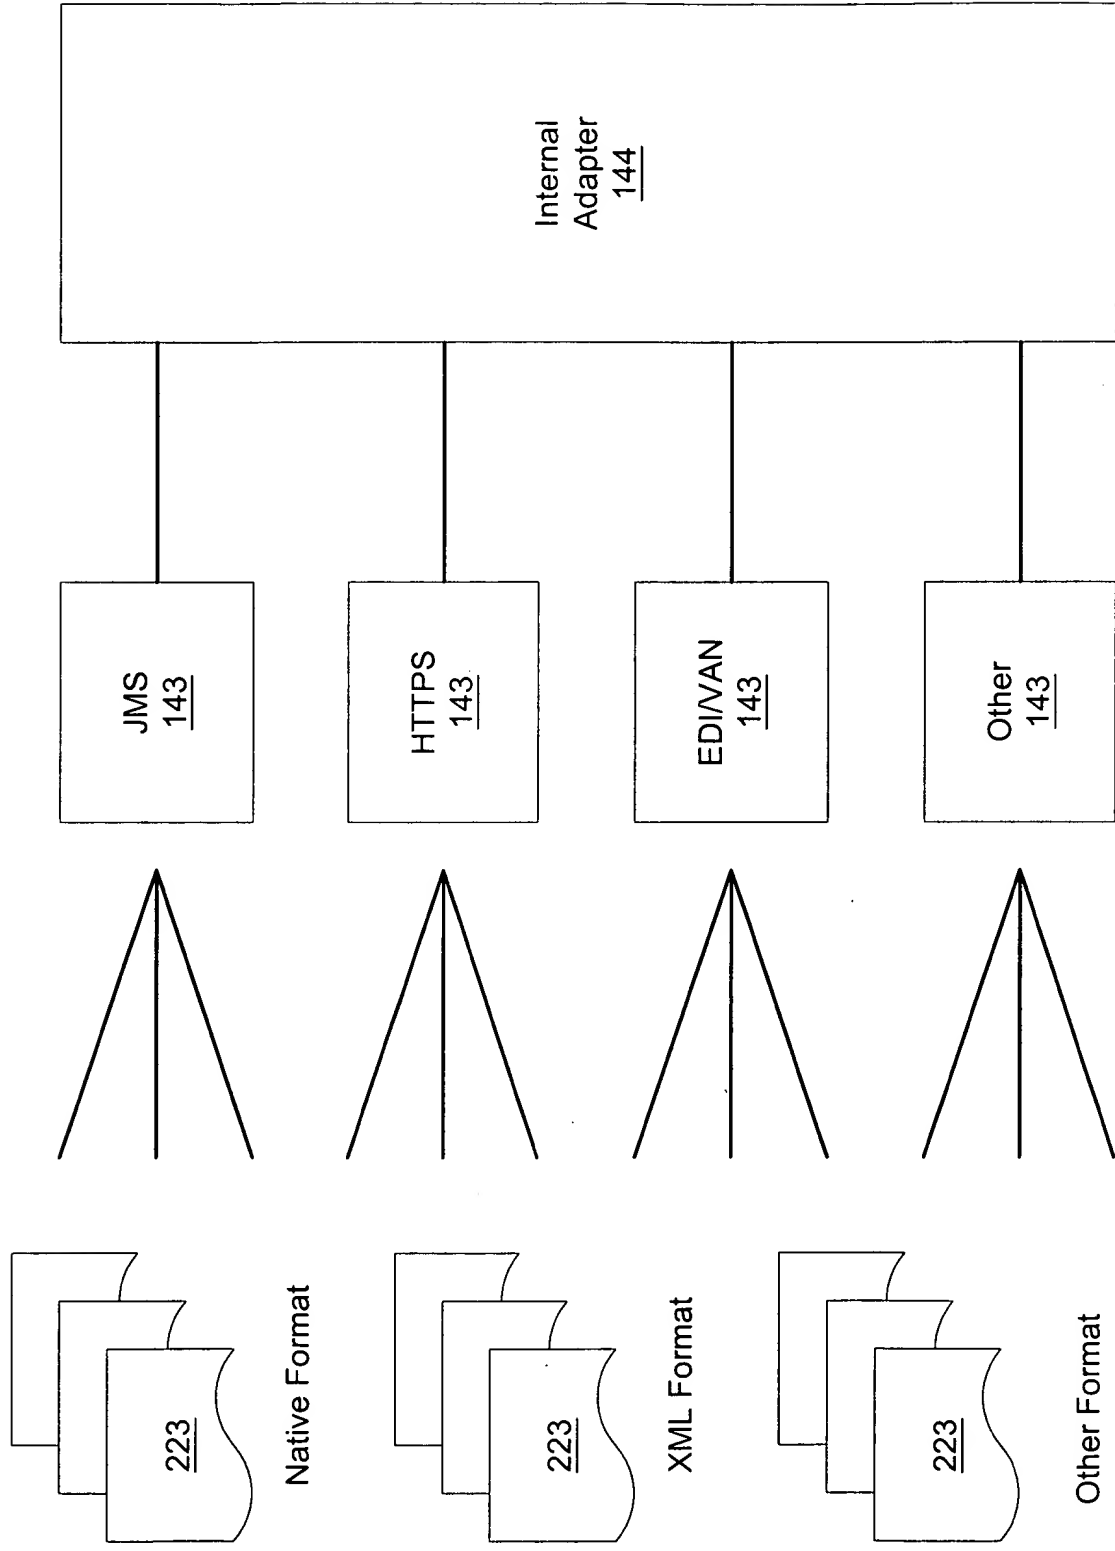 223
Native Format
223
XML Format
223
Other Format
JMS
143
HTTPS
143
EDI/VAN
143
Other
143
Internal
Adapter
144